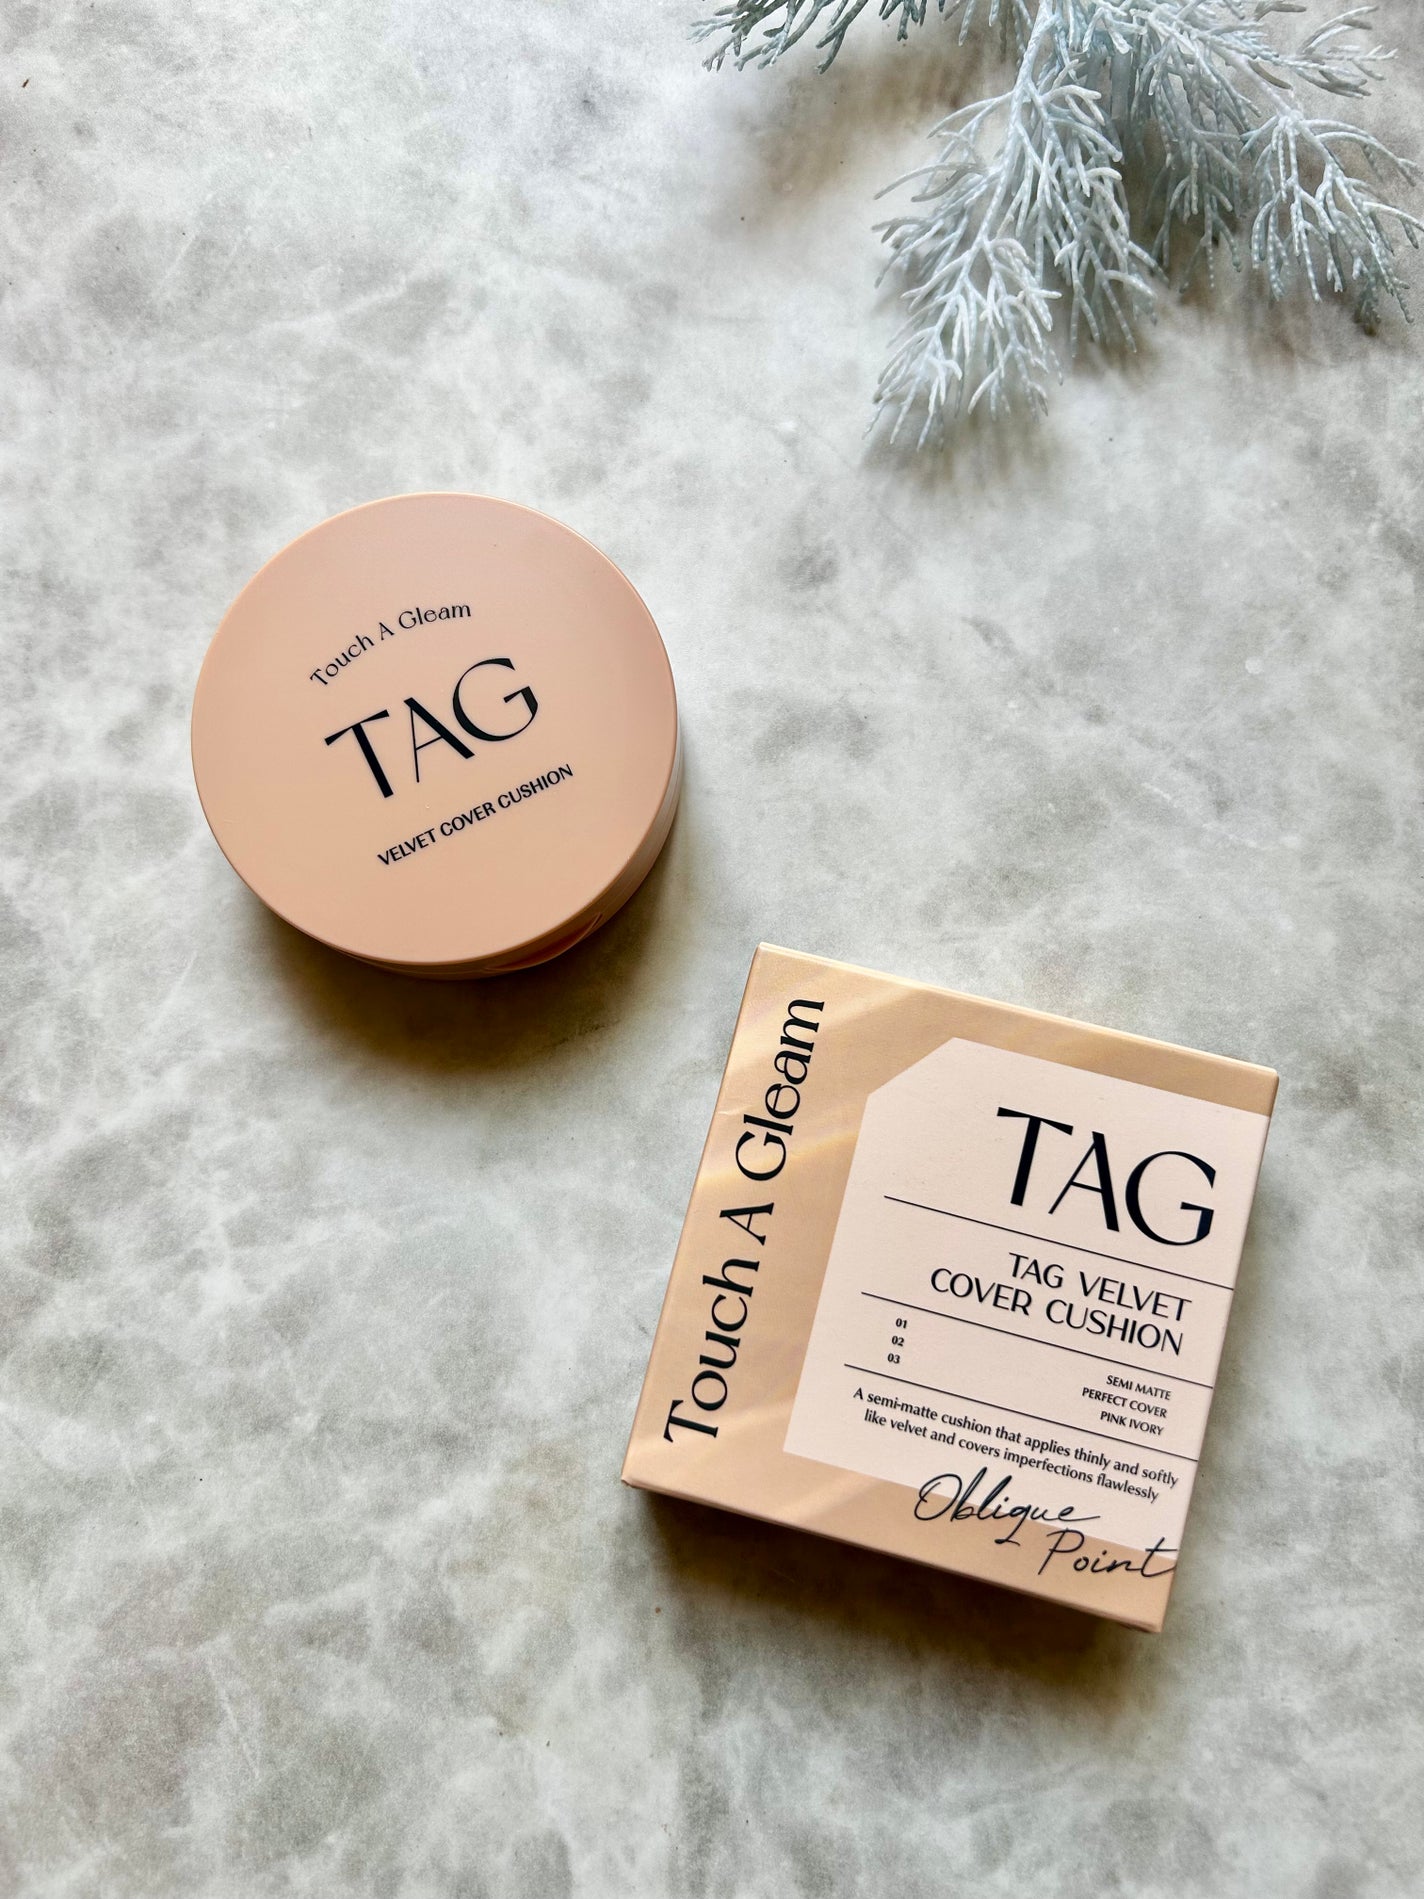 Touch A Gleam
TAG
VELVET COVER CUSHION
Touch A Gleam
TAG
TAG VELVET
COVER CUSHION
01
02
03
SEMI MATTE
PERFECT COVER
PINK IVORY
A semi-matte cushion that applies thinly and softly
like velvet and covers imperfections flawlessly
Oblique
Point